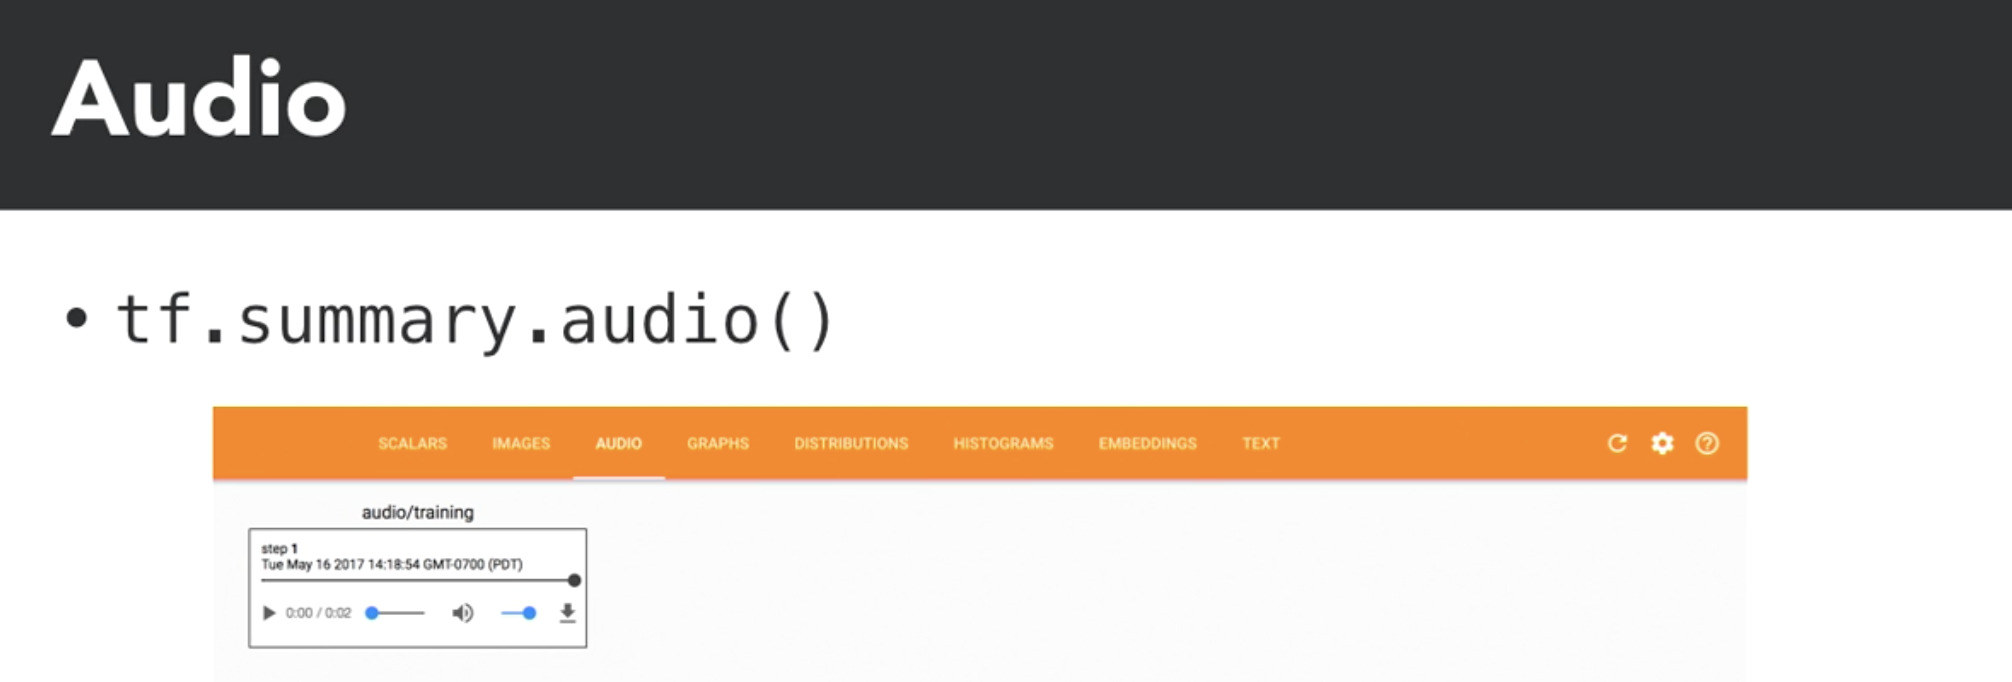 Audio
• tf.summary.audio()
SCALARS IMAGES AUDIO GRAPHS DISTRIBUTIONS HISTOGRAMS EMBEDDINGS TEXT
audio/training
step 1
Tue May 16 2017 14:18:54 GMT-0700 (PDT)
0:00 / 0:02